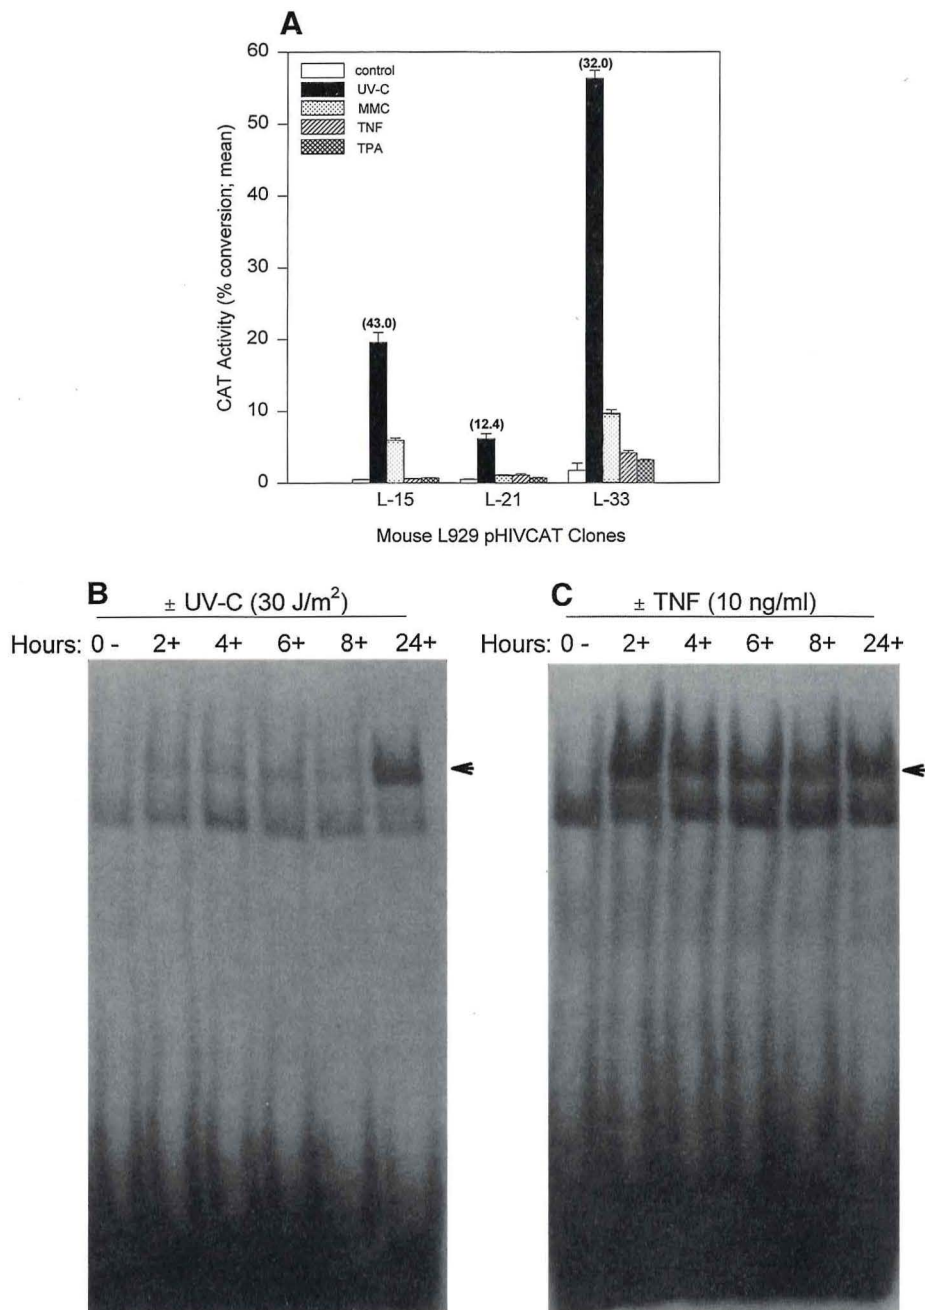 A
60
50
40
30
20
10
0
CAT Activity (% conversion; mean)
control
UV-C
MMC
TNF
TPA
(43.0)
(12.4)
(32.0)
L-15 L-21 L-33
Mouse L929 pHIVCAT Clones
B
± UV-C (30 J/m²)
Hours: 0 - 2+ 4+ 6+ 8+ 24+
C
± TNF (10 ng/ml)
Hours: 0 - 2+ 4+ 6+ 8+ 24+